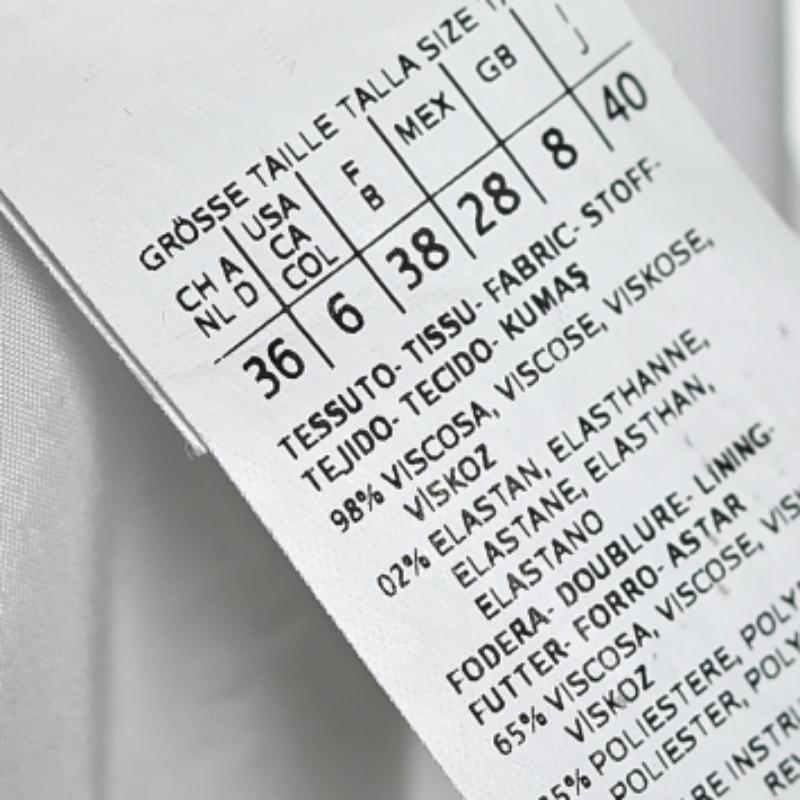 GRÖSSE TAILLE TALLA SIZE
CH A NL D USA CA COL F B MEX GB I J
36 6 38 28 8 40
TESSUTO- TISSU- FABRIC- STOFF-
TEJIDO- TECIDO- KUMAŞ
98% VISCOSA, VISCOSE, VISKOSE,
VISKOZ
02% ELASTAN, ELASTHANNE,
ELASTANE, ELASTHAN,
ELASTANO
FODERA- DOUBLURE- LINING-
FUTTER- FORRO- ASTAR
65% VISCOSA, VISCOSE,
VISKOZ
POLIESTERE,
POLIESTER,